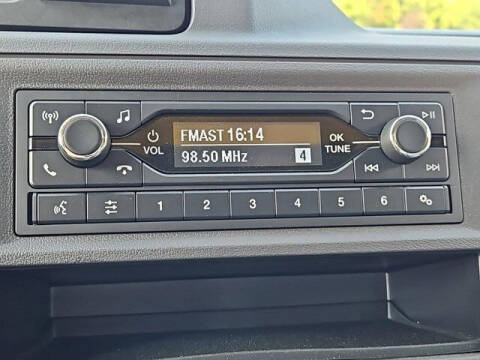 FMAST 16:14
98.50 MHz 4
VOL
OK
TUNE
1 2 3 4 5 6